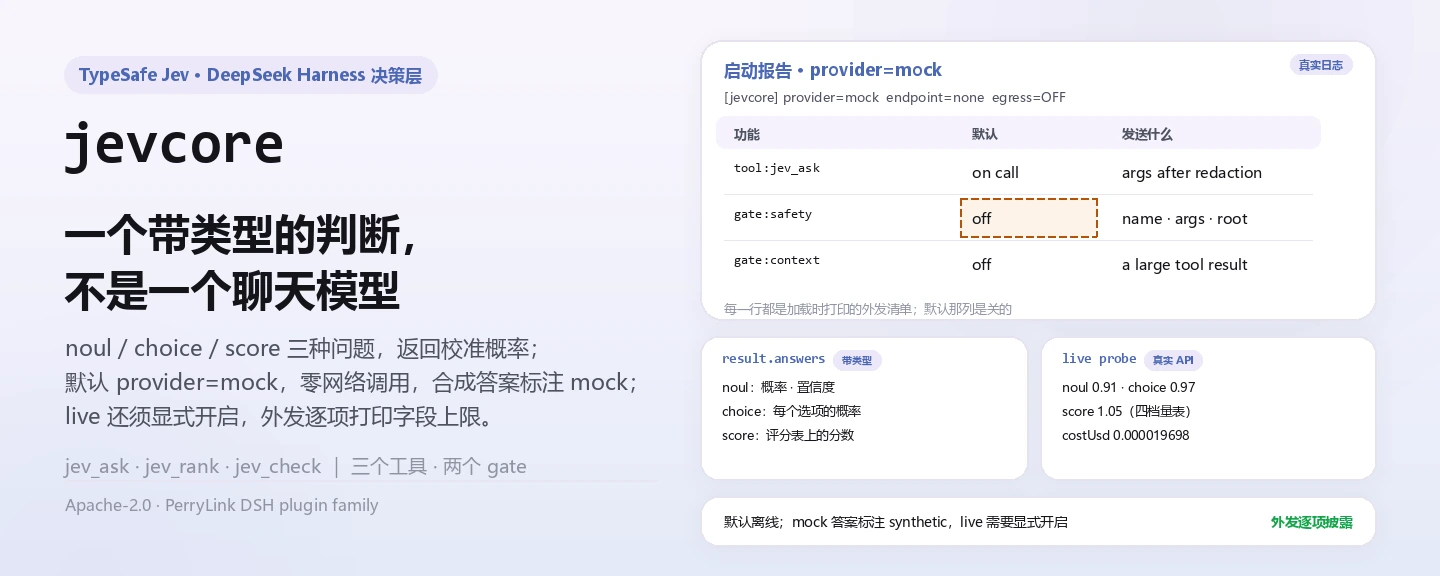 TypeSafe Jev • DeepSeek Harness 决策层
jevcore
一个带类型的判断,
不是一个聊天模型
noul / choice / score 三种问题，返回校准概率；
默认 provider=mock，零网络调用，合成答案标注 mock；
live 还须显式开启，外发逐项打印字段上限。
jev_ask · jev_rank · jev_check ｜ 三个工具 · 两个 gate
Apache-2.0 · PerryLink DSH plugin family
启动报告 • provider=mock
真实日志
[jevcore] provider=mock endpoint=none egress=OFF
功能 默认 发送什么
tool:jev_ask on call args after redaction
gate:safety off name · args · root
gate:context off a large tool result
每一行都是加载时打印的外发清单；默认那列是关的
result.answers 带类型
noul：概率 · 置信度
choice：每个选项的概率
score：评分表上的分数
live probe 真实 API
noul 0.91 · choice 0.97
score 1.05（四档量表）
costUsd 0.000019698
默认离线；mock 答案标注 synthetic，live 需要显式开启
外发逐项披露